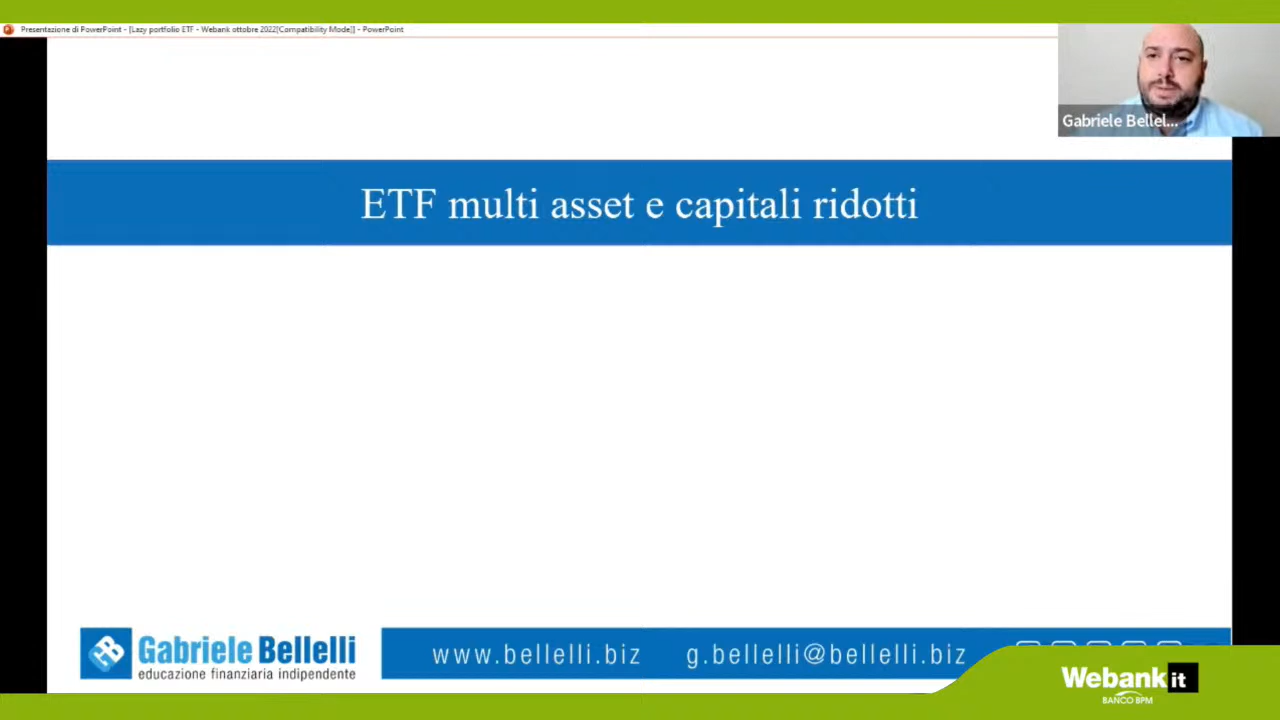 Presentazione di PowerPoint - [Lazy portfolio ETF - Webank ottobre 2022[Compatibility Mode]] - PowerPoint
Gabriele Bellel...
ETF multi asset e capitali ridotti
Gabriele Bellelli
educazione finanziaria indipendente
www.bellelli.biz g.bellelli@bellelli.biz
Webank it
BANCO BPM